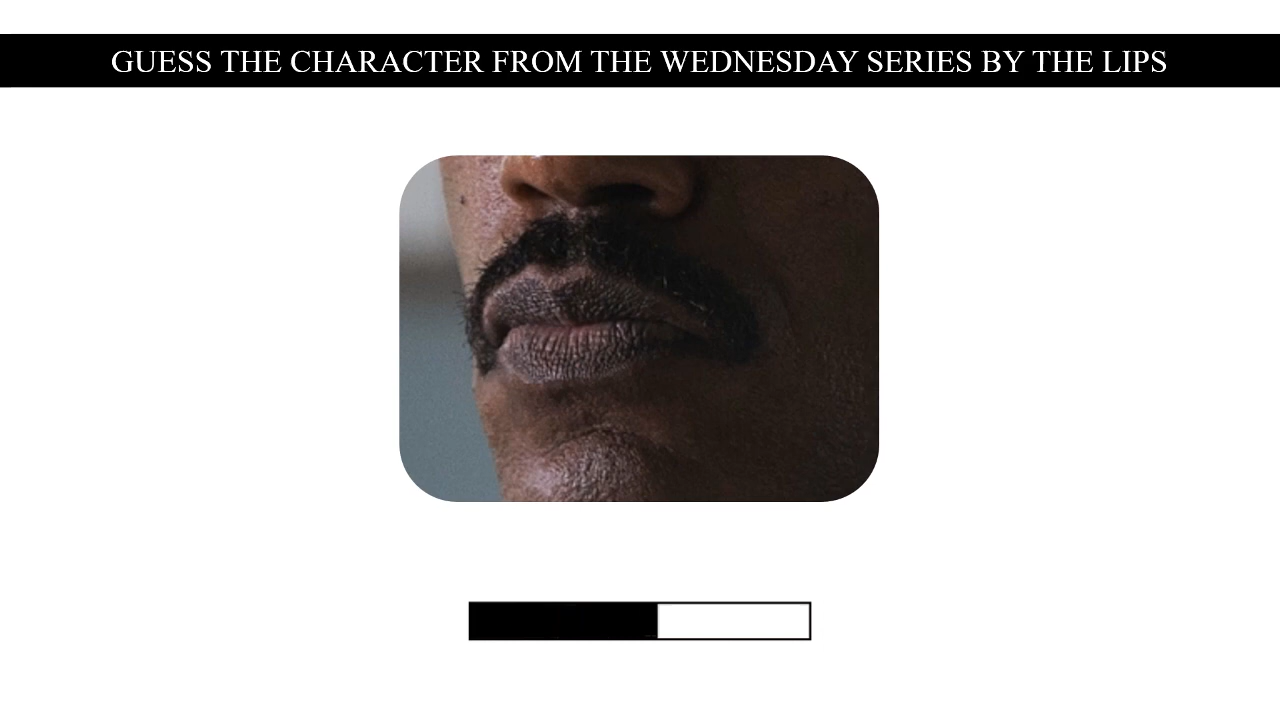 GUESS THE CHARACTER FROM THE WEDNESDAY SERIES BY THE LIPS